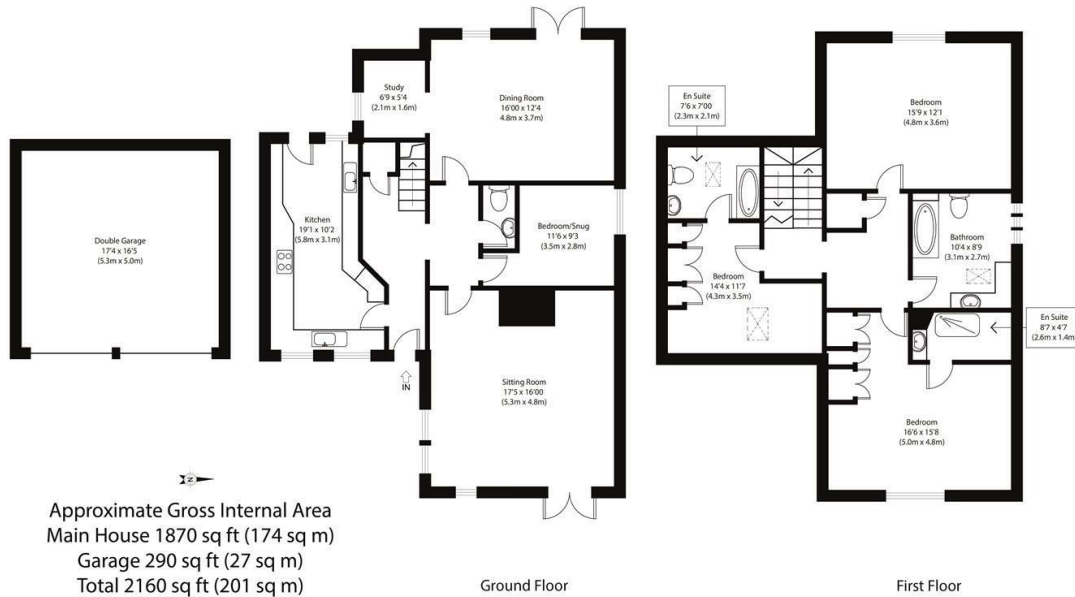 Study
6'9 x 5'4
(2.1m x 1.6m)
Dining Room
16'00 x 12'4
4.8m x 3.7m)
Kitchen
19'1 x 10'2
(5.8m x 3.1m)
Double Garage
17'4 x 16'5
(5.3m x 5.0m)
Bedroom/Snug
11'6 x 9'3
(3.5m x 2.8m)
Sitting Room
17'5 x 16'00
(5.3m x 4.8m)
IN
En Suite
7'6 x 7'00
(2.3m x 2.1m)
Bedroom
15'9 x 12'1
(4.8m x 3.6m)
Bathroom
10'4 x 8'9
(3.1m x 2.7m)
Bedroom
14'4 x 11'7
(4.3m x 3.5m)
En Suite
8'7 x 4'7
(2.6m x 1.4m
Bedroom
16'6 x 15'8
(5.0m x 4.8m)
N
Approximate Gross Internal Area
Main House 1870 sq ft (174 sq m)
Garage 290 sq ft (27 sq m)
Total 2160 sq ft (201 sq m)
Ground Floor
First Floor